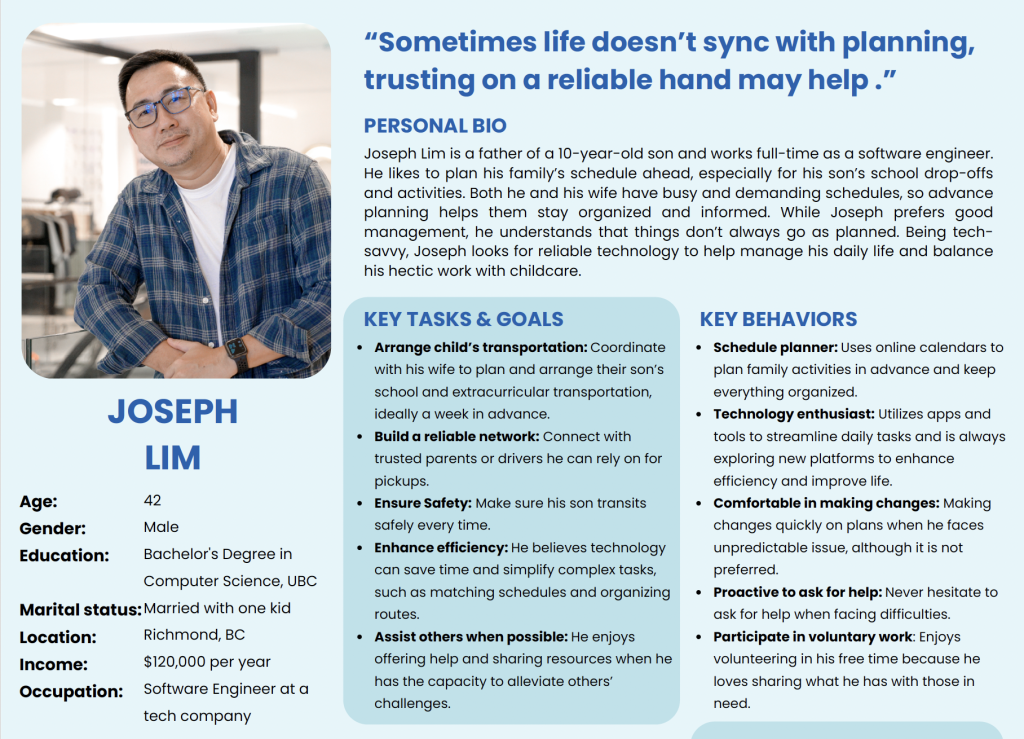 “Sometimes life doesn’t sync with planning,
trusting on a reliable hand may help .”
PERSONAL BIO
Joseph Lim is a father of a 10-year-old son and works full-time as a software engineer.
He likes to plan his family’s schedule ahead, especially for his son’s school drop-offs
and activities. Both he and his wife have busy and demanding schedules, so advance
planning helps them stay organized and informed. While Joseph prefers good
management, he understands that things don’t always go as planned. Being tech-
savvy, Joseph looks for reliable technology to help manage his daily life and balance
his hectic work with childcare.
JOSEPH
LIM
Age: 42
Gender: Male
Education: Bachelor's Degree in
Computer Science, UBC
Marital status: Married with one kid
Location: Richmond, BC
Income: $120,000 per year
Occupation: Software Engineer at a
tech company
KEY TASKS & GOALS
• Arrange child’s transportation: Coordinate
with his wife to plan and arrange their son’s
school and extracurricular transportation,
ideally a week in advance.
• Build a reliable network: Connect with
trusted parents or drivers he can rely on for
pickups.
• Ensure Safety: Make sure his son transits
safely every time.
• Enhance efficiency: He believes technology
can save time and simplify complex tasks,
such as matching schedules and organizing
routes.
• Assist others when possible: He enjoys
offering help and sharing resources when he
has the capacity to alleviate others’
challenges.
KEY BEHAVIORS
• Schedule planner: Uses online calendars to
plan family activities in advance and keep
everything organized.
• Technology enthusiast: Utilizes apps and
tools to streamline daily tasks and is always
exploring new platforms to enhance
efficiency and improve life.
• Comfortable in making changes: Making
changes quickly on plans when he faces
unpredictable issue, although it is not
preferred.
• Proactive to ask for help: Never hesitate to
ask for help when facing difficulties.
• Participate in voluntary work: Enjoys
volunteering in his free time because he
loves sharing what he has with those in
need.